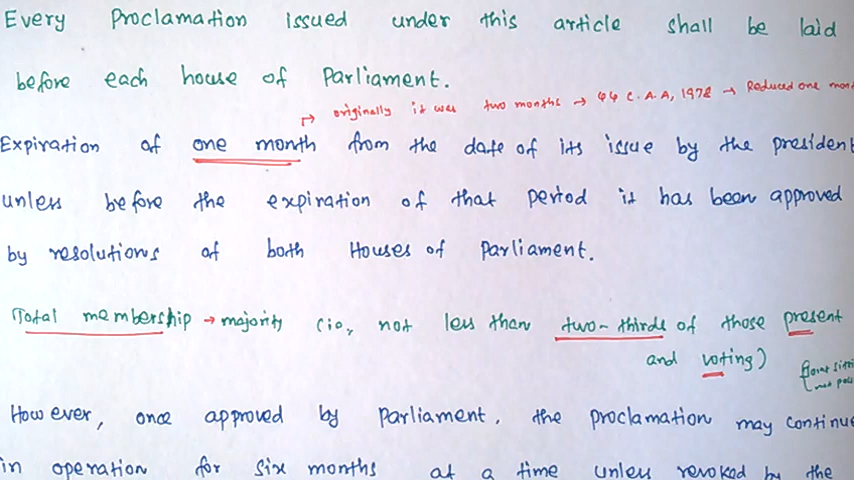 Every Proclamation issued under this article shall be laid
before each house of Parliament.
→ originally it was two months → 44 C.A.A, 1978 → Reduced one mon
Expiration of one month from the date of its issue by the president
unless before the expiration of that period it has been approved
by resolutions of both Houses of Parliament.
Total membership → majority (io, not less than two-thirds of those present
and voting)
However, once approved by Parliament, the proclamation may continue
in operation for six months at a time unless revoked by the